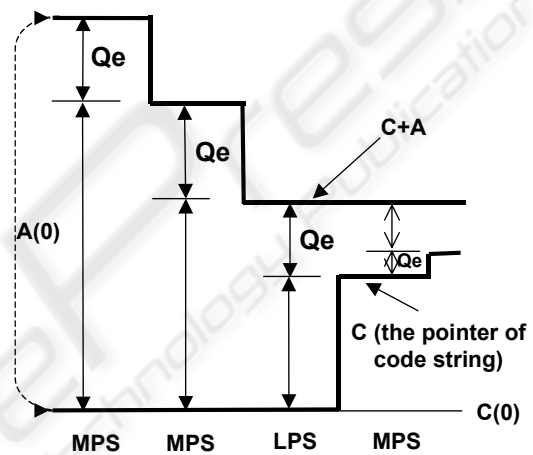 Qe
Qe
C+A
A(0)
Qe
Qe
C (the pointer of
code string)
C(0)
MPS MPS LPS MPS